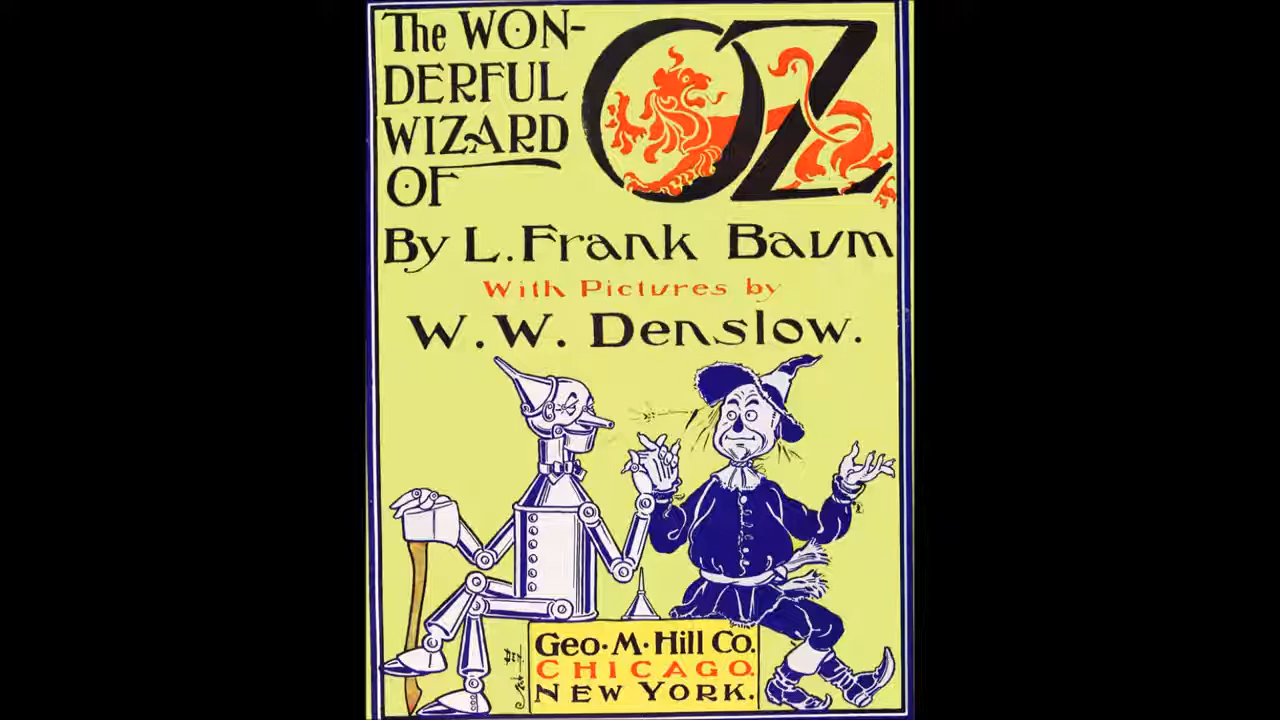 The WON-
DERFUL
WIZARD
OF
OZ
By L. Frank Baum
With Pictures by
W. W. Denslow.
Geo. M. Hill Co.
CHICAGO.
NEW YORK.